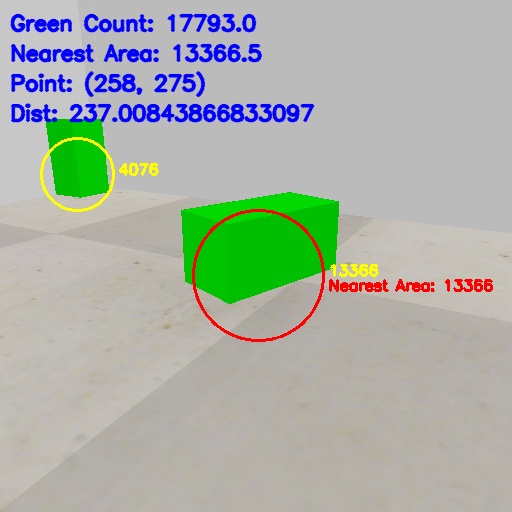 Green Count: 17793.0
Nearest Area: 13366.5
Point: (258, 275)
Dist: 237.00843866833097
4076
13366
Nearest Area: 13366